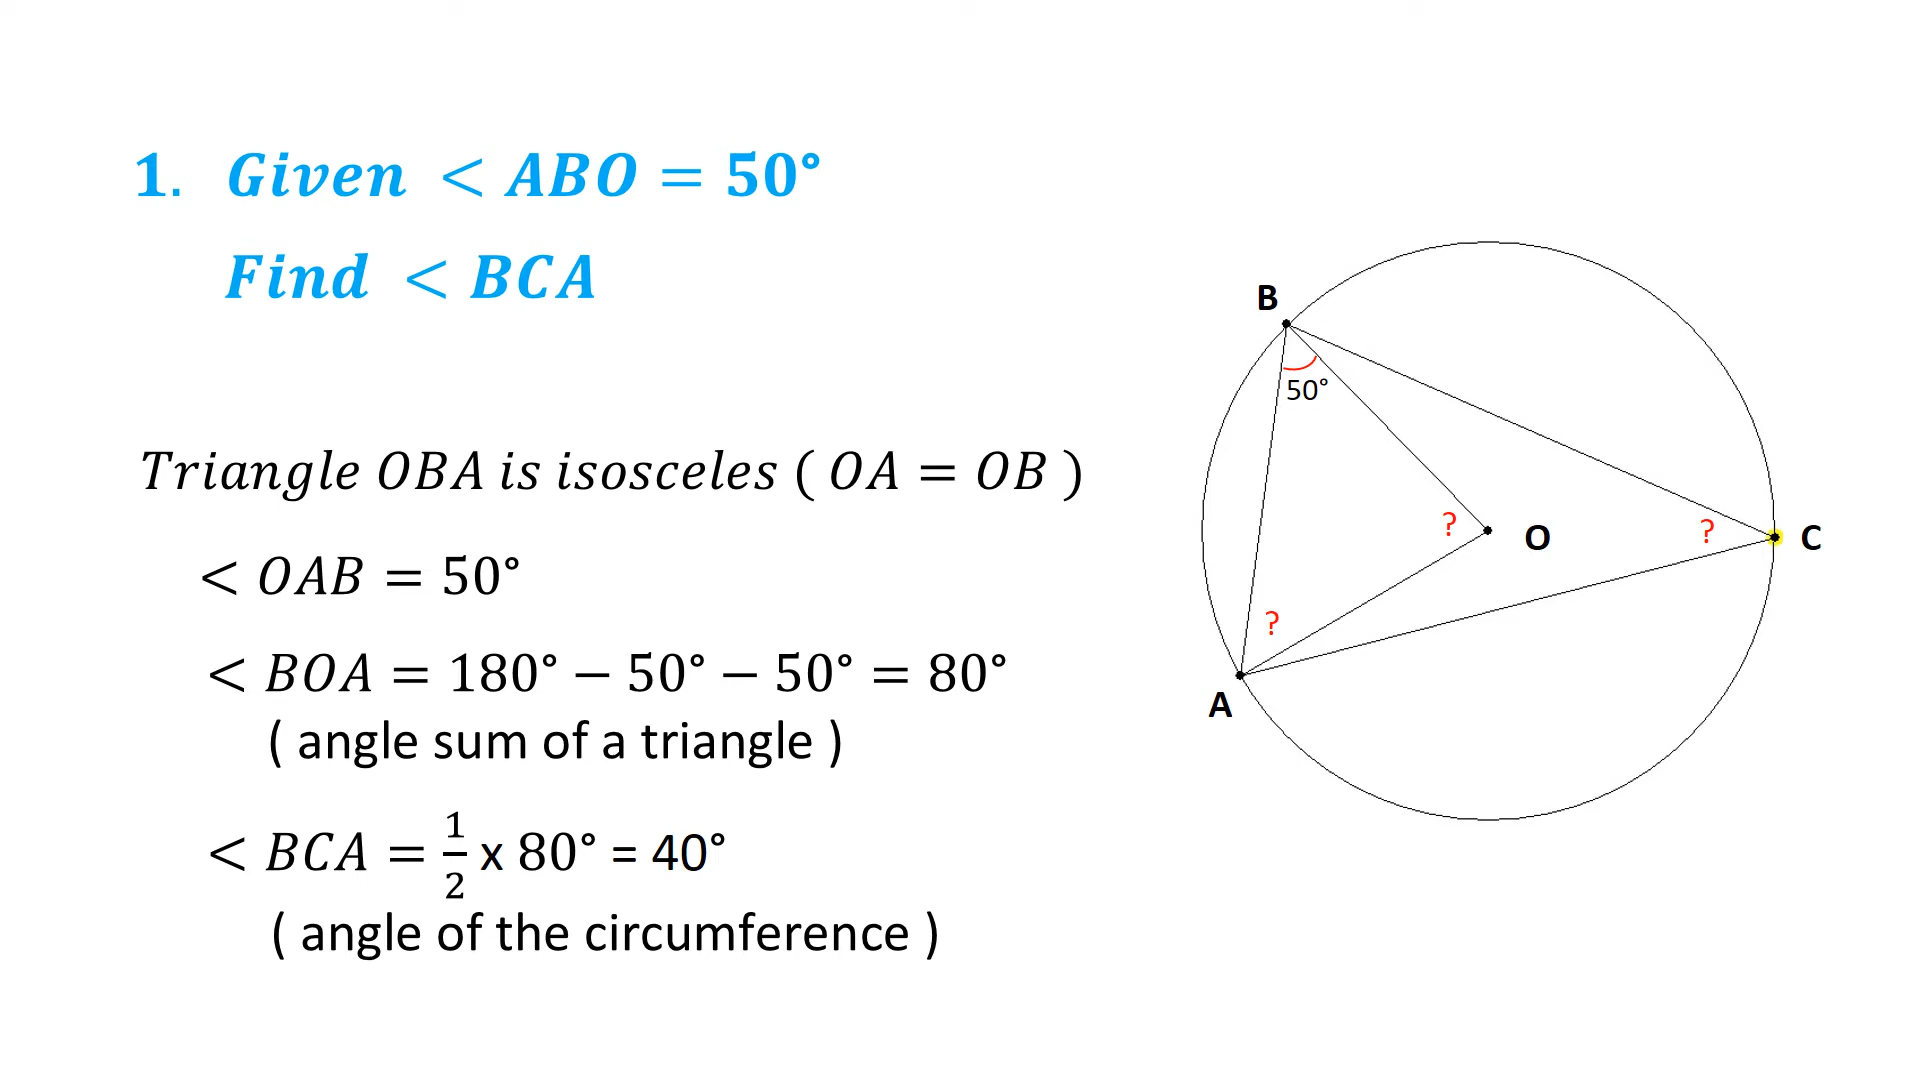 1. Given < ABO = 50°
Find < BCA
Triangle OBA is isosceles ( OA = OB )
< OAB = 50°
< BOA = 180° − 50° − 50° = 80°
( angle sum of a triangle )
< BCA = 1/2 x 80° = 40°
( angle of the circumference )
B
50°
?
O
?
C
?
A